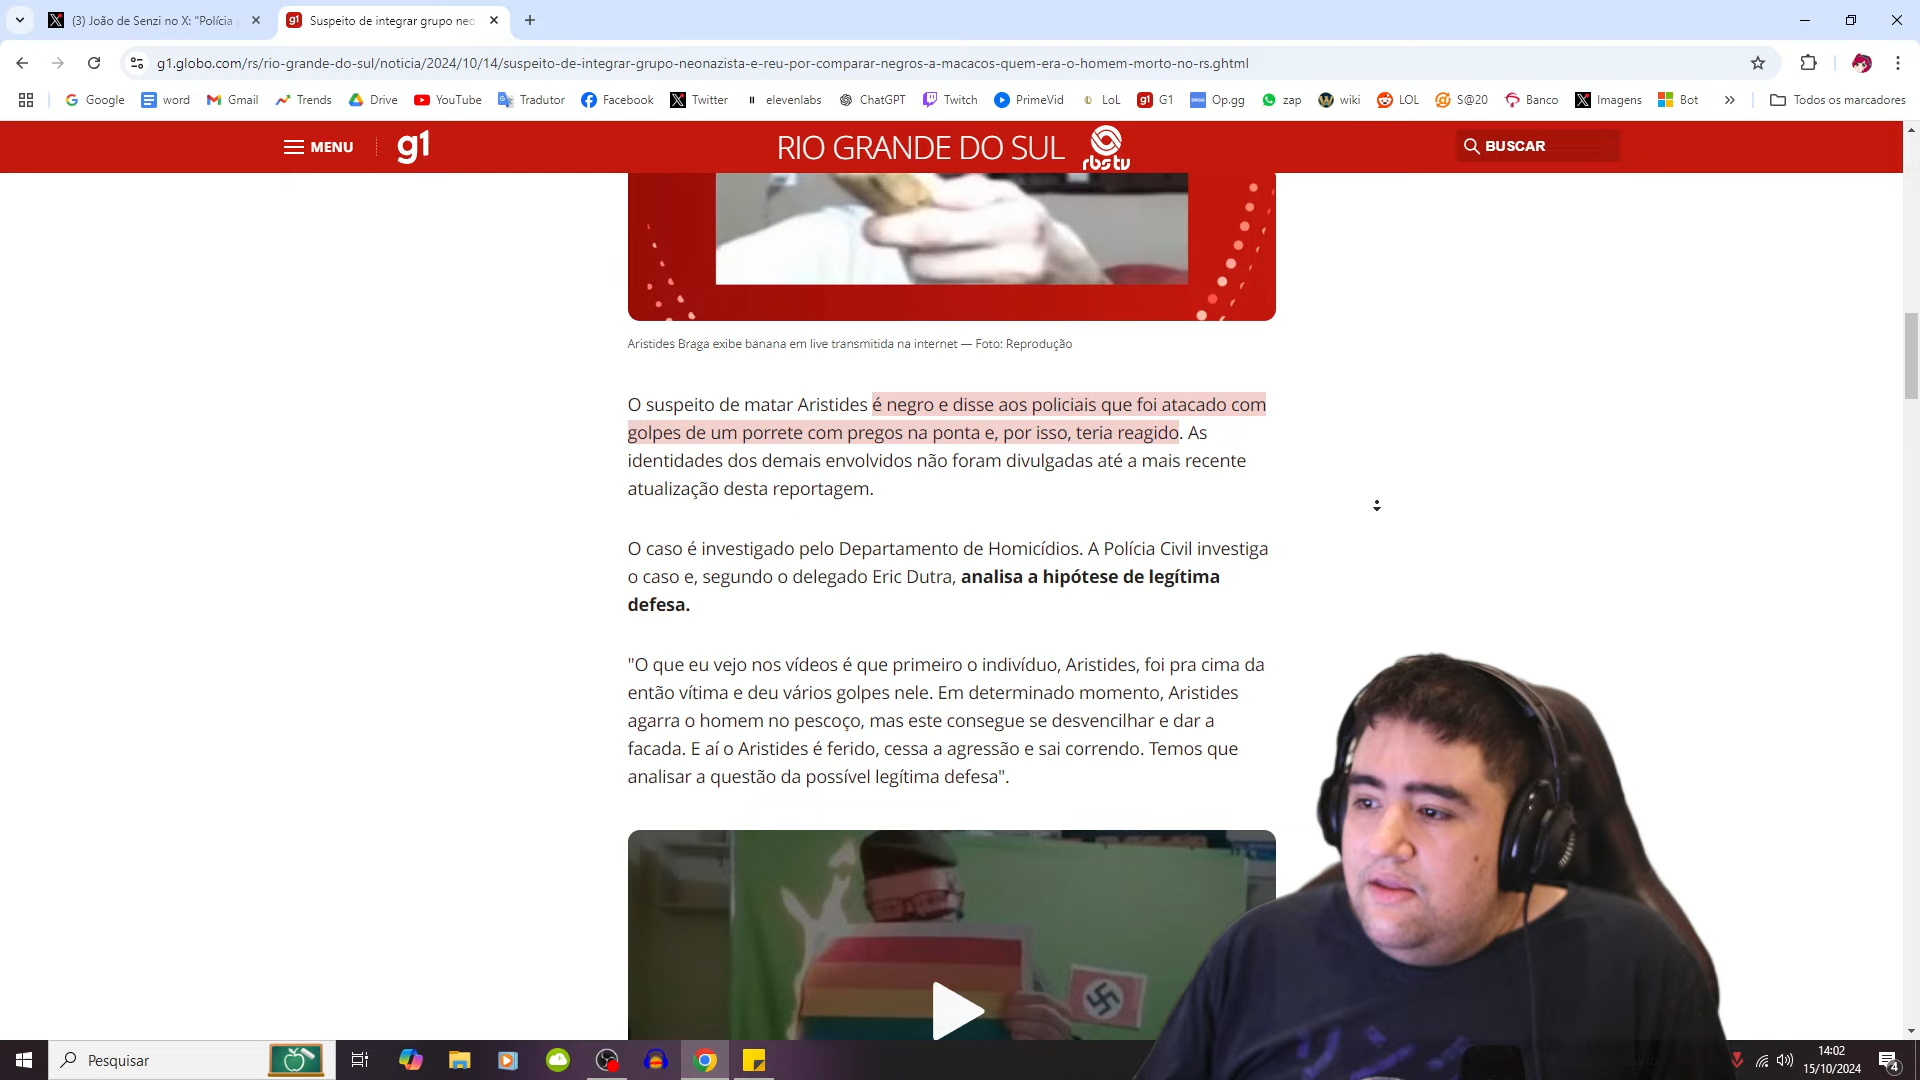 (3) João de Senzi no X: "Polícia
Suspeito de integrar grupo neo
g1.globo.com/rs/rio-grande-do-sul/noticia/2024/10/14/suspeito-de-integrar-grupo-neonazista-e-reu-por-comparar-negros-a-macacos-quem-era-o-homem-morto-no-rs.ghtml
Google word Gmail Trends Drive YouTube Tradutor Facebook Twitter elevenlabs ChatGPT Twitch PrimeVid LoL G1 Op.gg zap wiki LOL S@20 Banco Imagens Bot » Todos os marcadores
MENU g1 RIO GRANDE DO SUL rbs tv BUSCAR
Aristides Braga exibe banana em live transmitida na internet — Foto: Reprodução
O suspeito de matar Aristides é negro e disse aos policiais que foi atacado com
golpes de um porrete com pregos na ponta e, por isso, teria reagido. As
identidades dos demais envolvidos não foram divulgadas até a mais recente
atualização desta reportagem.
O caso é investigado pelo Departamento de Homicídios. A Polícia Civil investiga
o caso e, segundo o delegado Eric Dutra, analisa a hipótese de legítima
defesa.
"O que eu vejo nos vídeos é que primeiro o indivíduo, Aristides, foi pra cima da
então vítima e deu vários golpes nele. Em determinado momento, Aristides
agarra o homem no pescoço, mas este consegue se desvencilhar e dar a
facada. E aí o Aristides é ferido, cessa a agressão e sai correndo. Temos que
analisar a questão da possível legítima defesa".
Pesquisar
14:02
15/10/2024
4